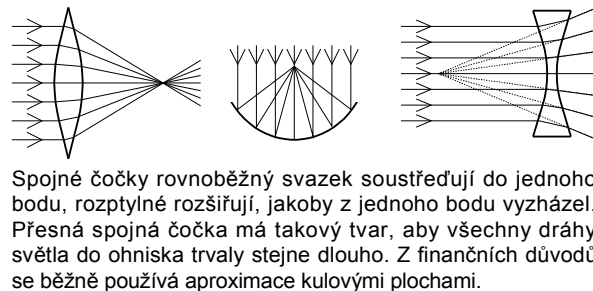 Spojné čočky rovnoběžný svazek soustřeďují do jednoho
bodu, rozptylné rozšiřují, jakoby z jednoho bodu vyzházel.
Přesná spojná čočka má takový tvar, aby všechny dráhy
světla do ohniska trvaly stejne dlouho. Z finančních důvodů
se běžně používá aproximace kulovými plochami.